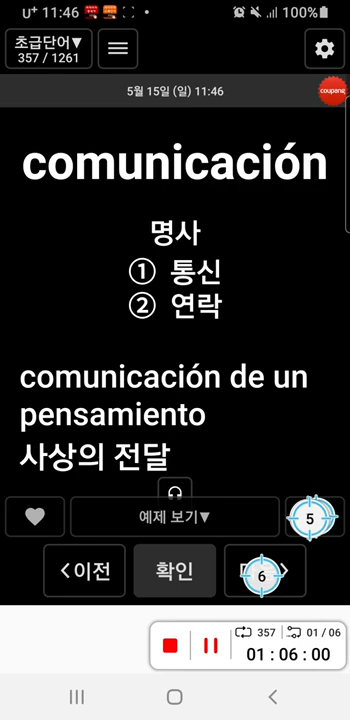 U+ 11:46 100%
초급단어▼
357 / 1261
5월 15일 (일) 11:46
coupang
comunicación
명사
① 통신
② 연락
comunicación de un
pensamiento
사상의 전달
예제 보기▼
5
이전
확인
6
357 01 / 06
01 : 06 : 00